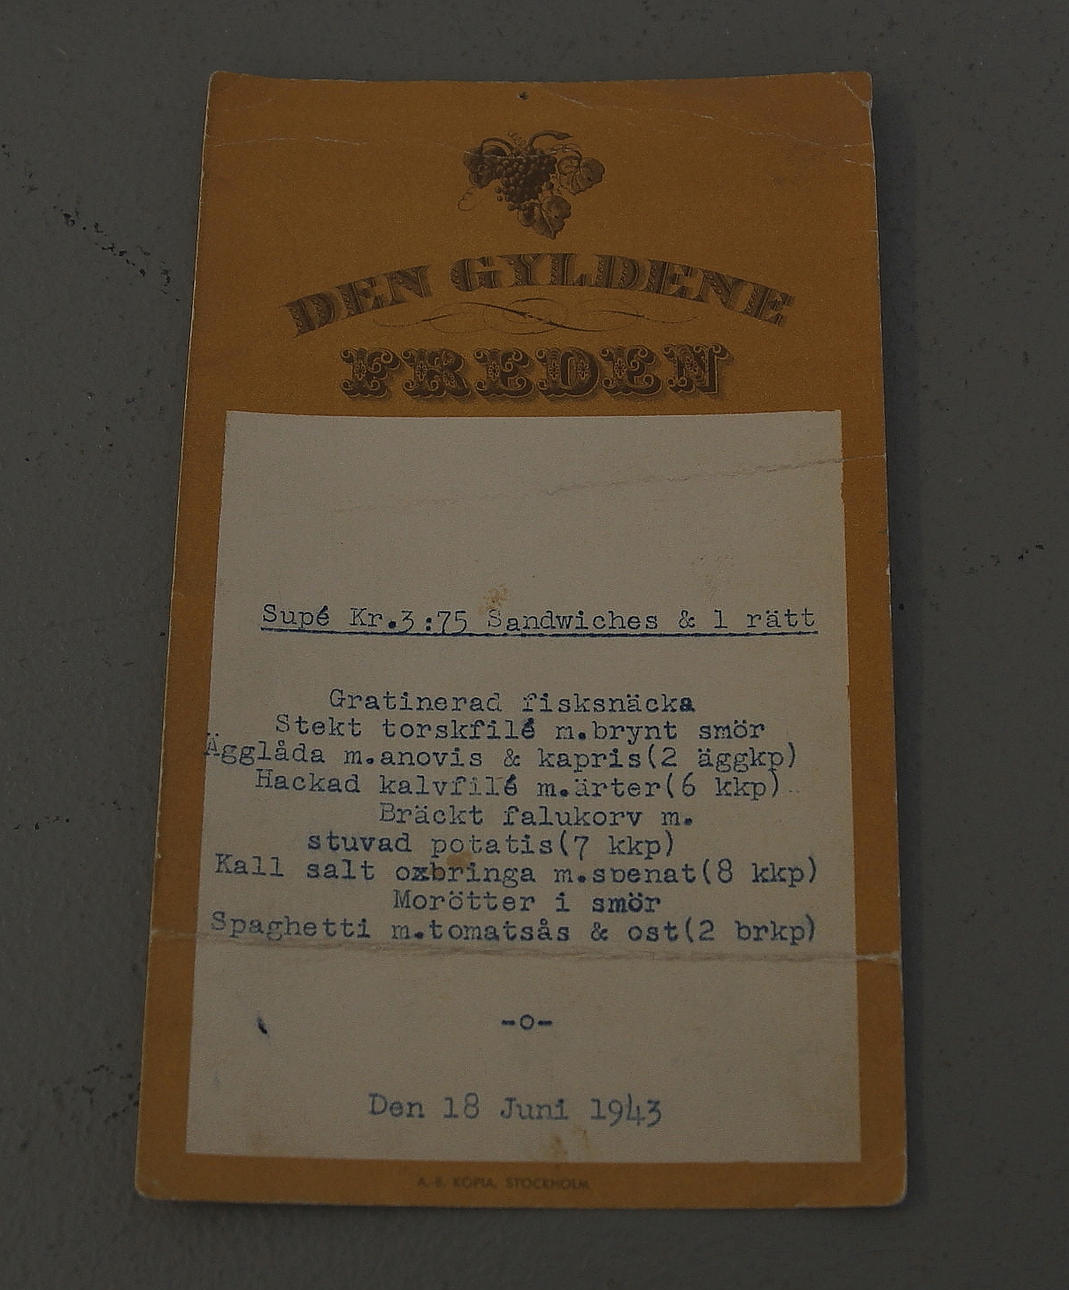 DEN GYLDENE
FREDEN
Supé Kr.3:75 Sandwiches & 1 rätt
Gratinerad fisksnäcka
Stekt torskfilé m.brynt smör
Ägglåda m.anovis & kapris(2 äggkp)
Hackad kalvfilé m.ärter(6 kkp)
Bräckt falukorv m.
stuvad potatis(7 kkp)
Kall salt oxbringa m.spenat(8 kkp)
Morötter i smör
Spaghetti m.tomatsås & ost(2 brkp)
-o-
Den 18 Juni 1943
A.-B. KOPIA, STOCKHOLM